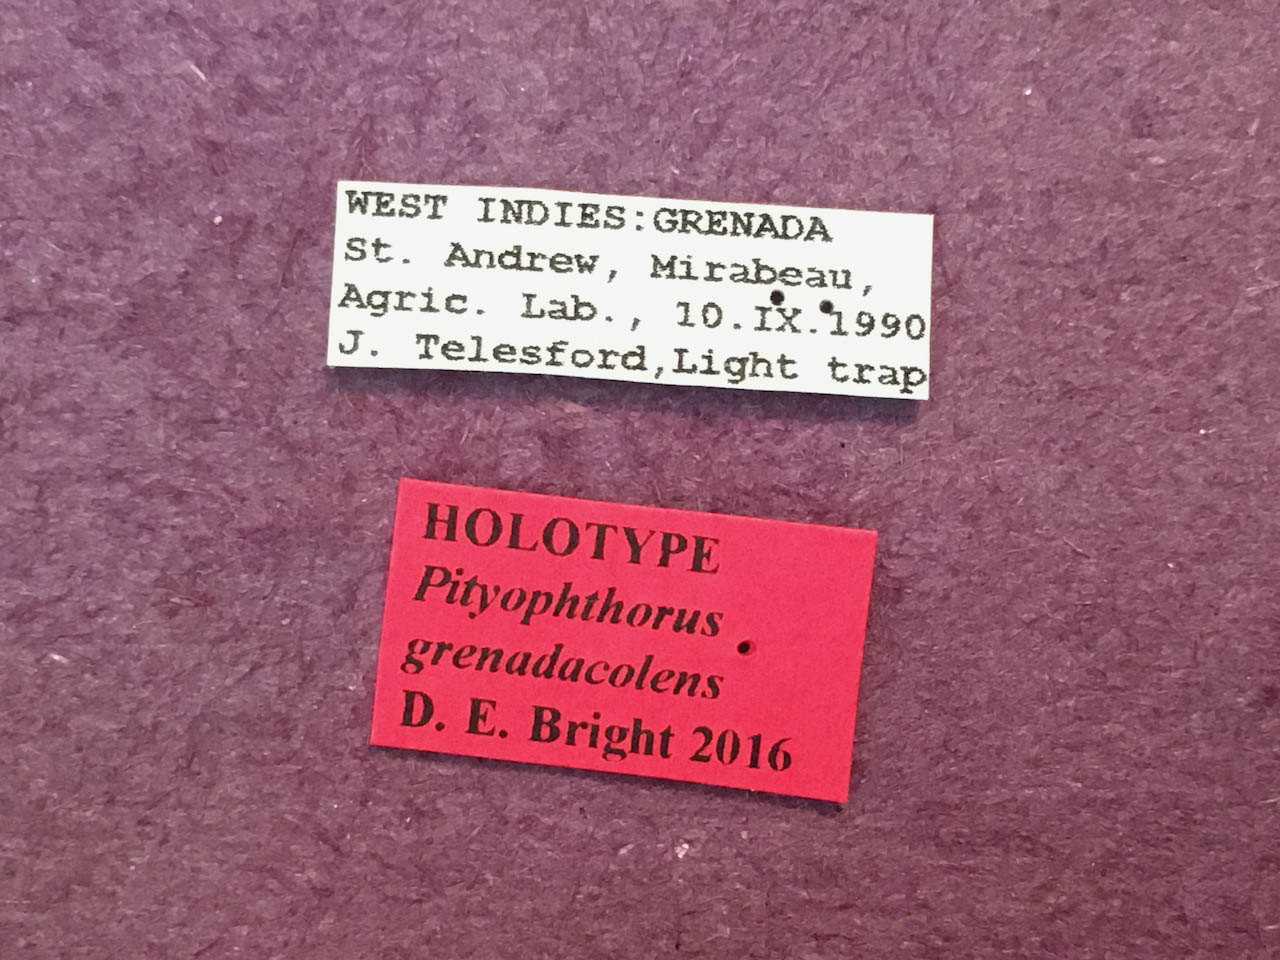 WEST INDIES:GRENADA
St. Andrew, Mirabeau,
Agric. Lab., 10.IX.1990
J. Telesford,Light trap
HOLOTYPE
Pityophthorus
grenadacolens
D. E. Bright 2016